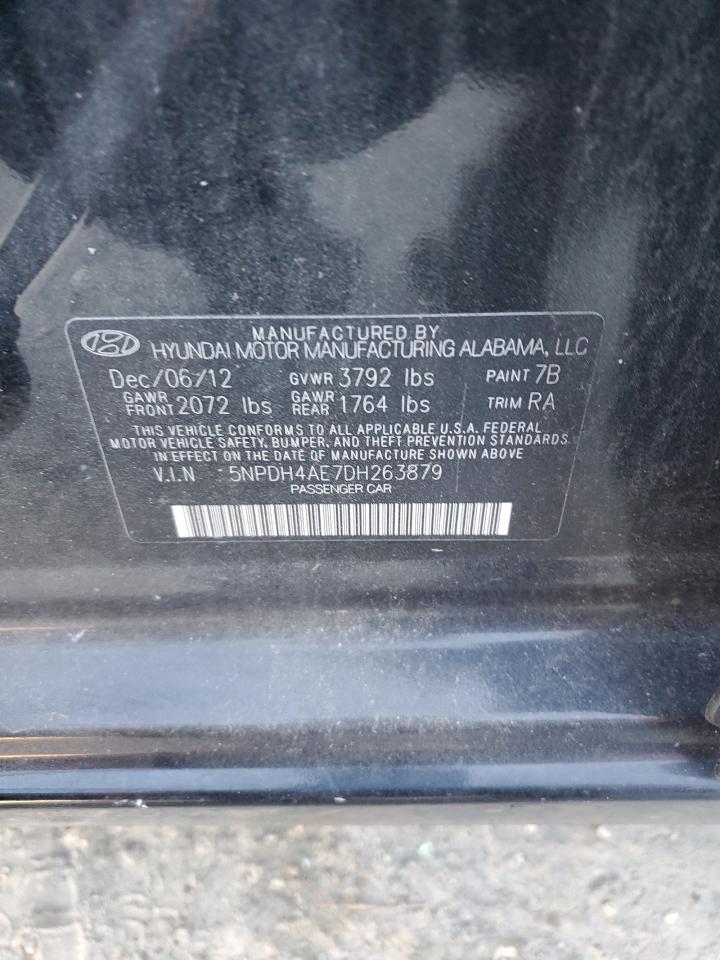 MANUFACTURED BY
HYUNDAI MOTOR MANUFACTURING ALABAMA, LLC
Dec/06/12 GVWR 3792 lbs PAINT 7B
GAWR FRONT 2072 lbs GAWR REAR 1764 lbs TRIM RA
THIS VEHICLE CONFORMS TO ALL APPLICABLE U.S.A. FEDERAL
MOTOR VEHICLE SAFETY, BUMPER, AND THEFT PREVENTION STANDARDS
IN EFFECT ON THE DATE OF MANUFACTURE SHOWN ABOVE
V.I.N 5NPDH4AE7DH263879
PASSENGER CAR